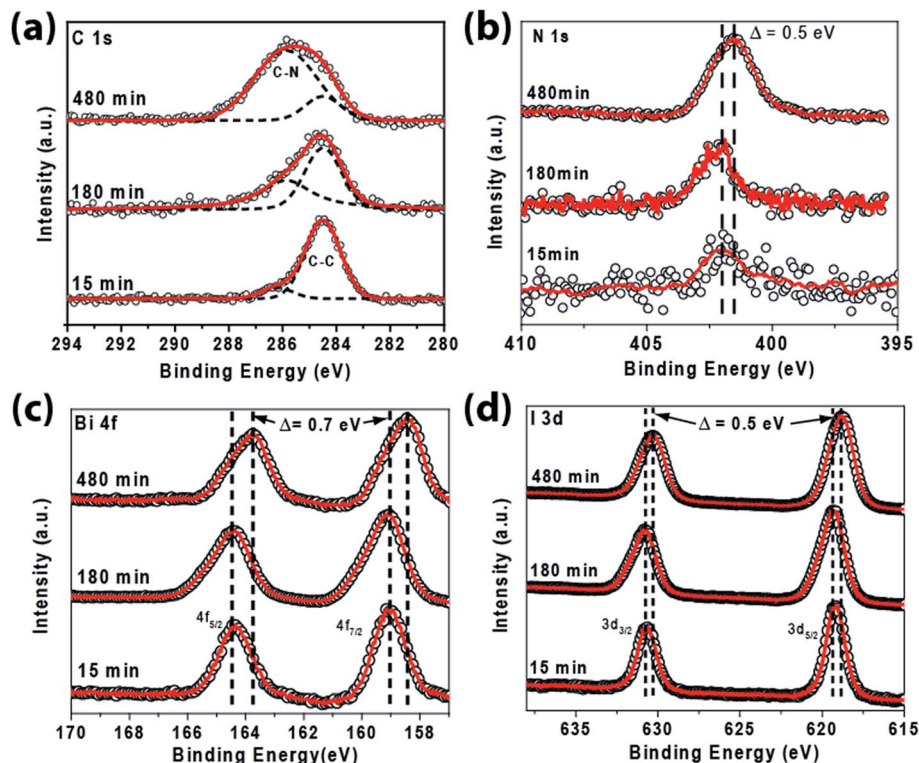 (a)
C 1s
C-N
480 min
180 min
C-C
15 min
Intensity (a.u.)
294 292 290 288 286 284 282 280
Binding Energy (eV)
(b)
N 1s
Δ = 0.5 eV
480min
180min
15min
Intensity (a.u.)
410 405 400 395
Binding Energy (eV)
(c)
Bi 4f
Δ= 0.7 eV
480 min
180 min
4f5/2
4f7/2
15 min
Intensity (a.u.)
170 168 166 164 162 160 158
Binding Energy(eV)
(d)
I 3d
Δ = 0.5 eV
480 min
180 min
3d3/2
3d5/2
15 min
Intensity (a.u.)
635 630 625 620 615
Binding Energy (eV)